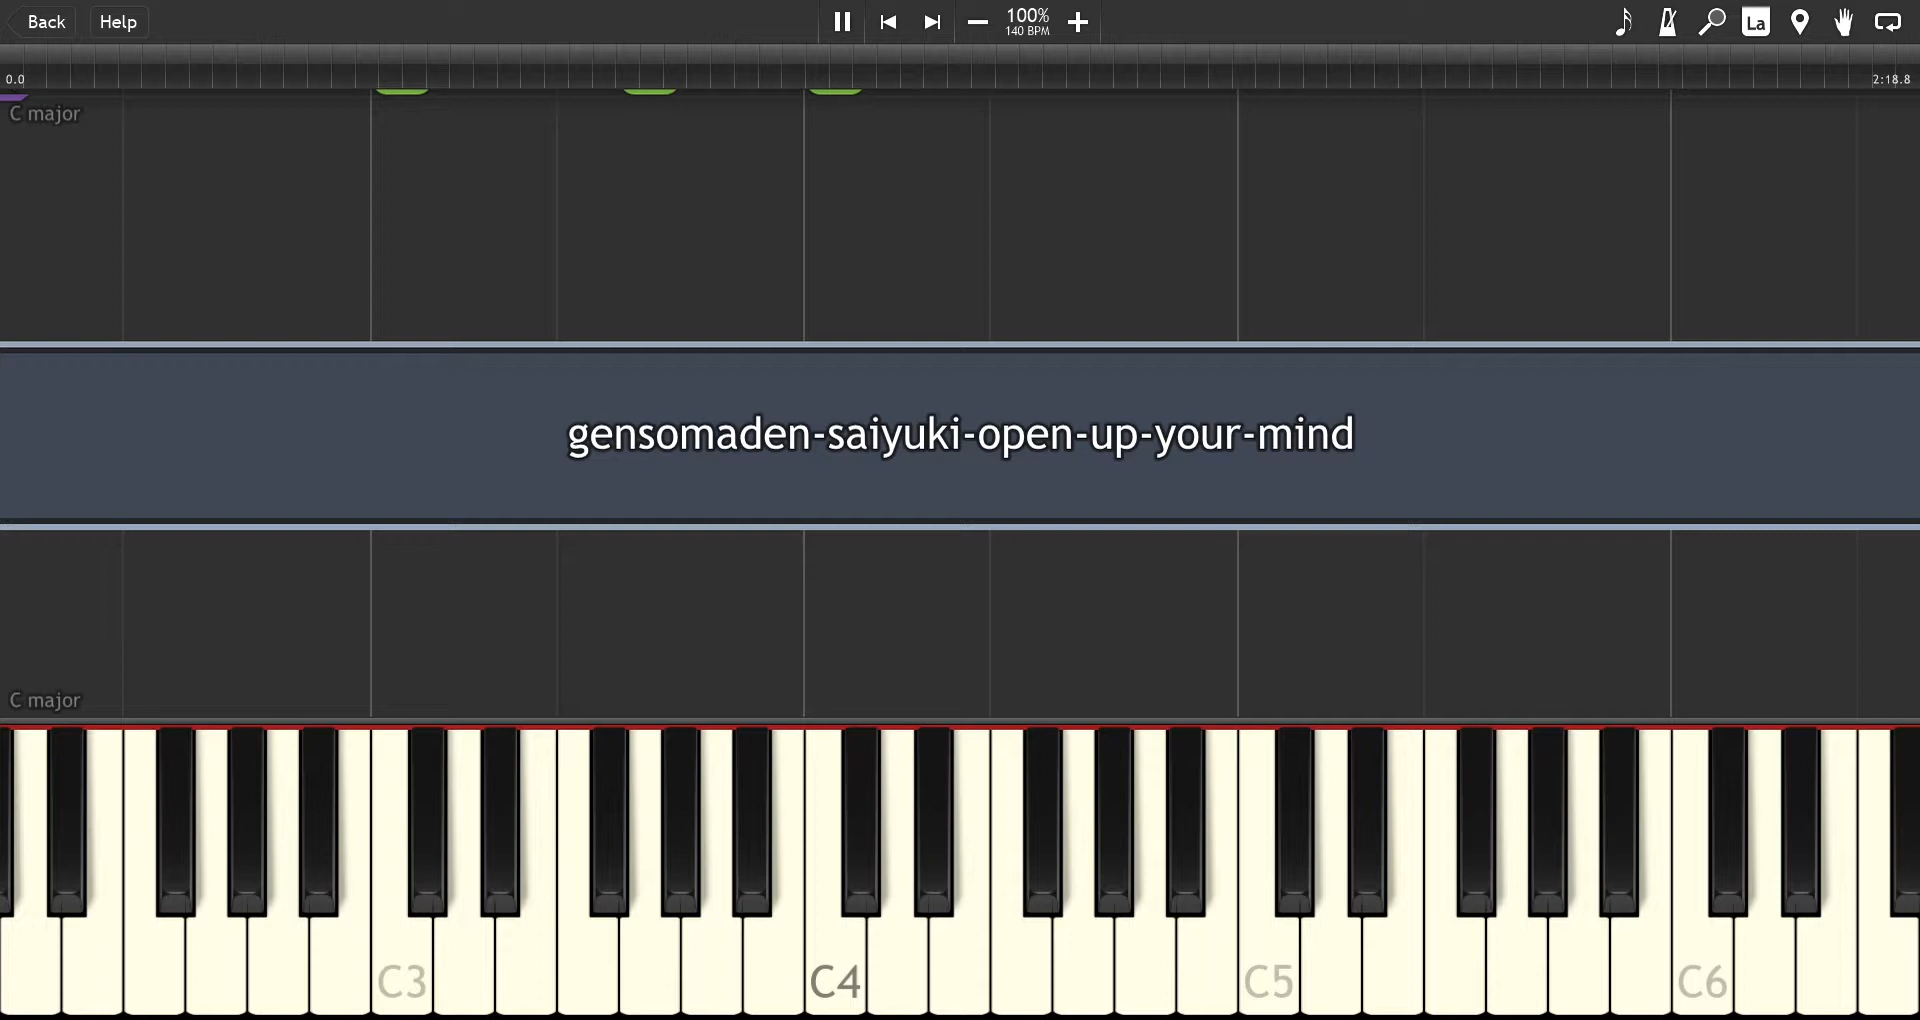 Back
Help
100%
140 BPM
La
0.0
2:18.8
C major
gensomaden-saiyuki-open-up-your-mind
C major
C3
C4
C5
C6